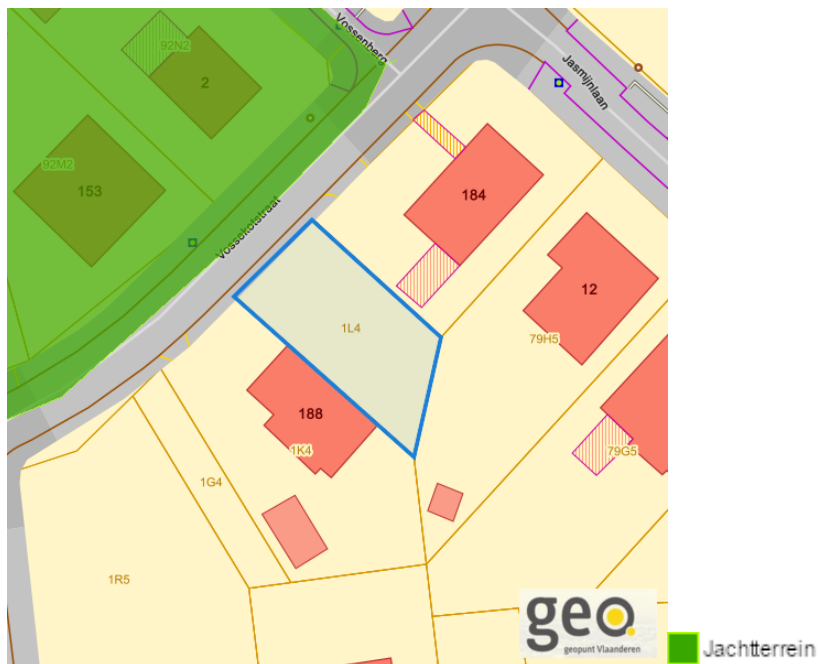 Vossenberg
92N2
2
Jasmijnlaan
92M2
153
184
Vossekotstraat
12
1L4
79H5
188
1K4
79G5
1G4
1R5
geo.
geopunt Vlaanderen
Jachtterrein